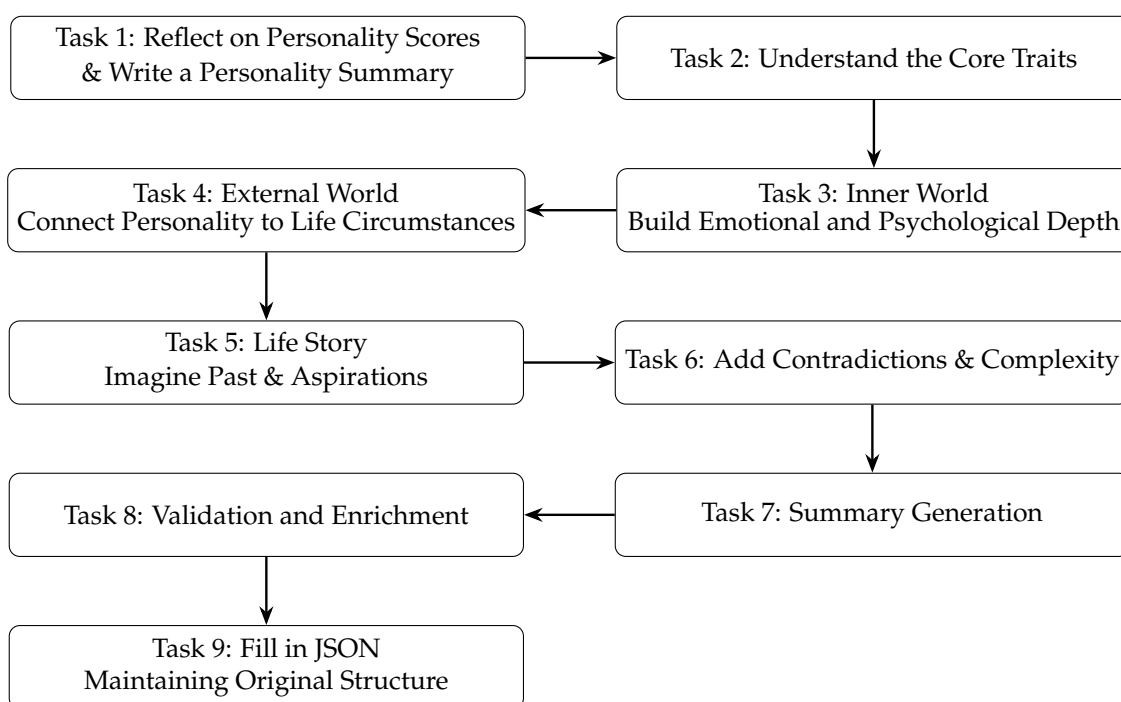 Task 1: Reflect on Personality Scores
& Write a Personality Summary
Task 2: Understand the Core Traits
Task 3: Inner World
Build Emotional and Psychological Depth
Task 4: External World
Connect Personality to Life Circumstances
Task 5: Life Story
Imagine Past & Aspirations
Task 6: Add Contradictions & Complexity
Task 7: Summary Generation
Task 8: Validation and Enrichment
Task 9: Fill in JSON
Maintaining Original Structure